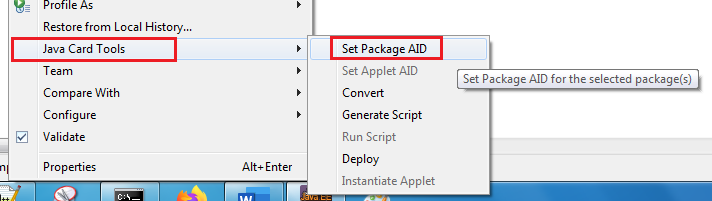 Profile As
Restore from Local History...
Java Card Tools
Team
Compare With
Configure
Validate
Properties Alt+Enter
Set Package AID
Set Applet AID
Convert
Generate Script
Run Script
Deploy
Instantiate Applet
Set Package AID for the selected package(s)
Java EE